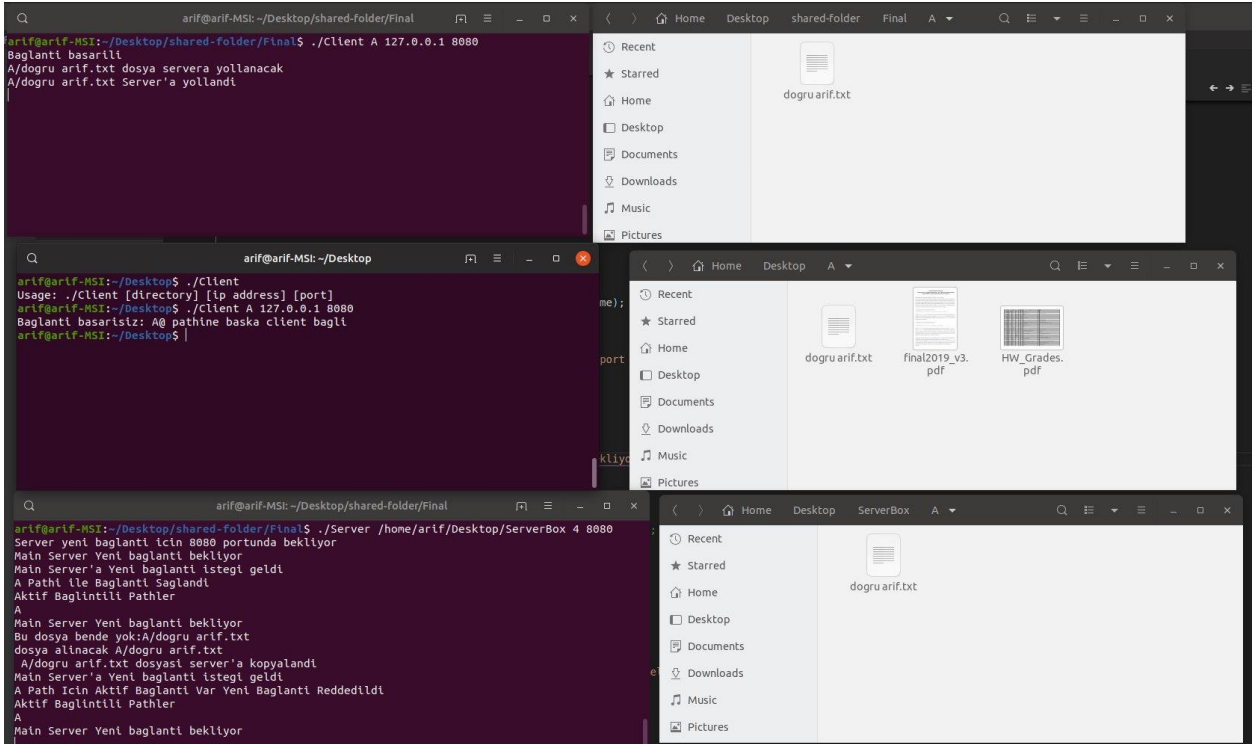 arif@arif-MSI: ~/Desktop/shared-folder/Final
arif@arif-MSI:~/Desktop/shared-folder/Final$ ./Client A 127.0.0.1 8080
Baglanti basarili
A/dogru arif.txt dosya servera yollanacak
A/dogru arif.txt Server'a yollandi
Home Desktop shared-folder Final A
Recent
Starred
Home
Desktop
Documents
Downloads
Music
Pictures
dogru arif.txt
arif@arif-MSI: ~/Desktop
arif@arif-MSI:~/Desktop$ ./Client
Usage: ./Client [directory] [ip address] [port]
arif@arif-MSI:~/Desktop$ ./Client A 127.0.0.1 8080
Baglanti basarisiz: A@ pathine baska client bagli
arif@arif-MSI:~/Desktop$
me);
port
kliyo
Home Desktop A
Recent
Starred
Home
Desktop
Documents
Downloads
Music
Pictures
dogru arif.txt
final2019_v3.
pdf
HW_Grades.
pdf
arif@arif-MSI: ~/Desktop/shared-folder/Final
arif@arif-MSI:~/Desktop/shared-folder/Final$ ./Server /home/arif/Desktop/ServerBox 4 8080
Server yeni baglanti icin 8080 portunda bekliyor
Main Server Yeni baglanti bekliyor
Main Server'a Yeni baglanti istegi geldi
A Pathi ile Baglanti Saglandi
Aktif Baglintili Pathler
A
Main Server Yeni baglanti bekliyor
Bu dosya bende yok:A/dogru arif.txt
dosya alinacak A/dogru arif.txt
A/dogru arif.txt dosyasi server'a kopyalandi
Main Server'a Yeni baglanti istegi geldi
A Path Icin Aktif Baglanti Var Yeni Baglanti Reddedildi
Aktif Baglintili Pathler
A
Main Server Yeni baglanti bekliyor
Home Desktop ServerBox A
Recent
Starred
Home
Desktop
Documents
Downloads
Music
Pictures
dogru arif.txt